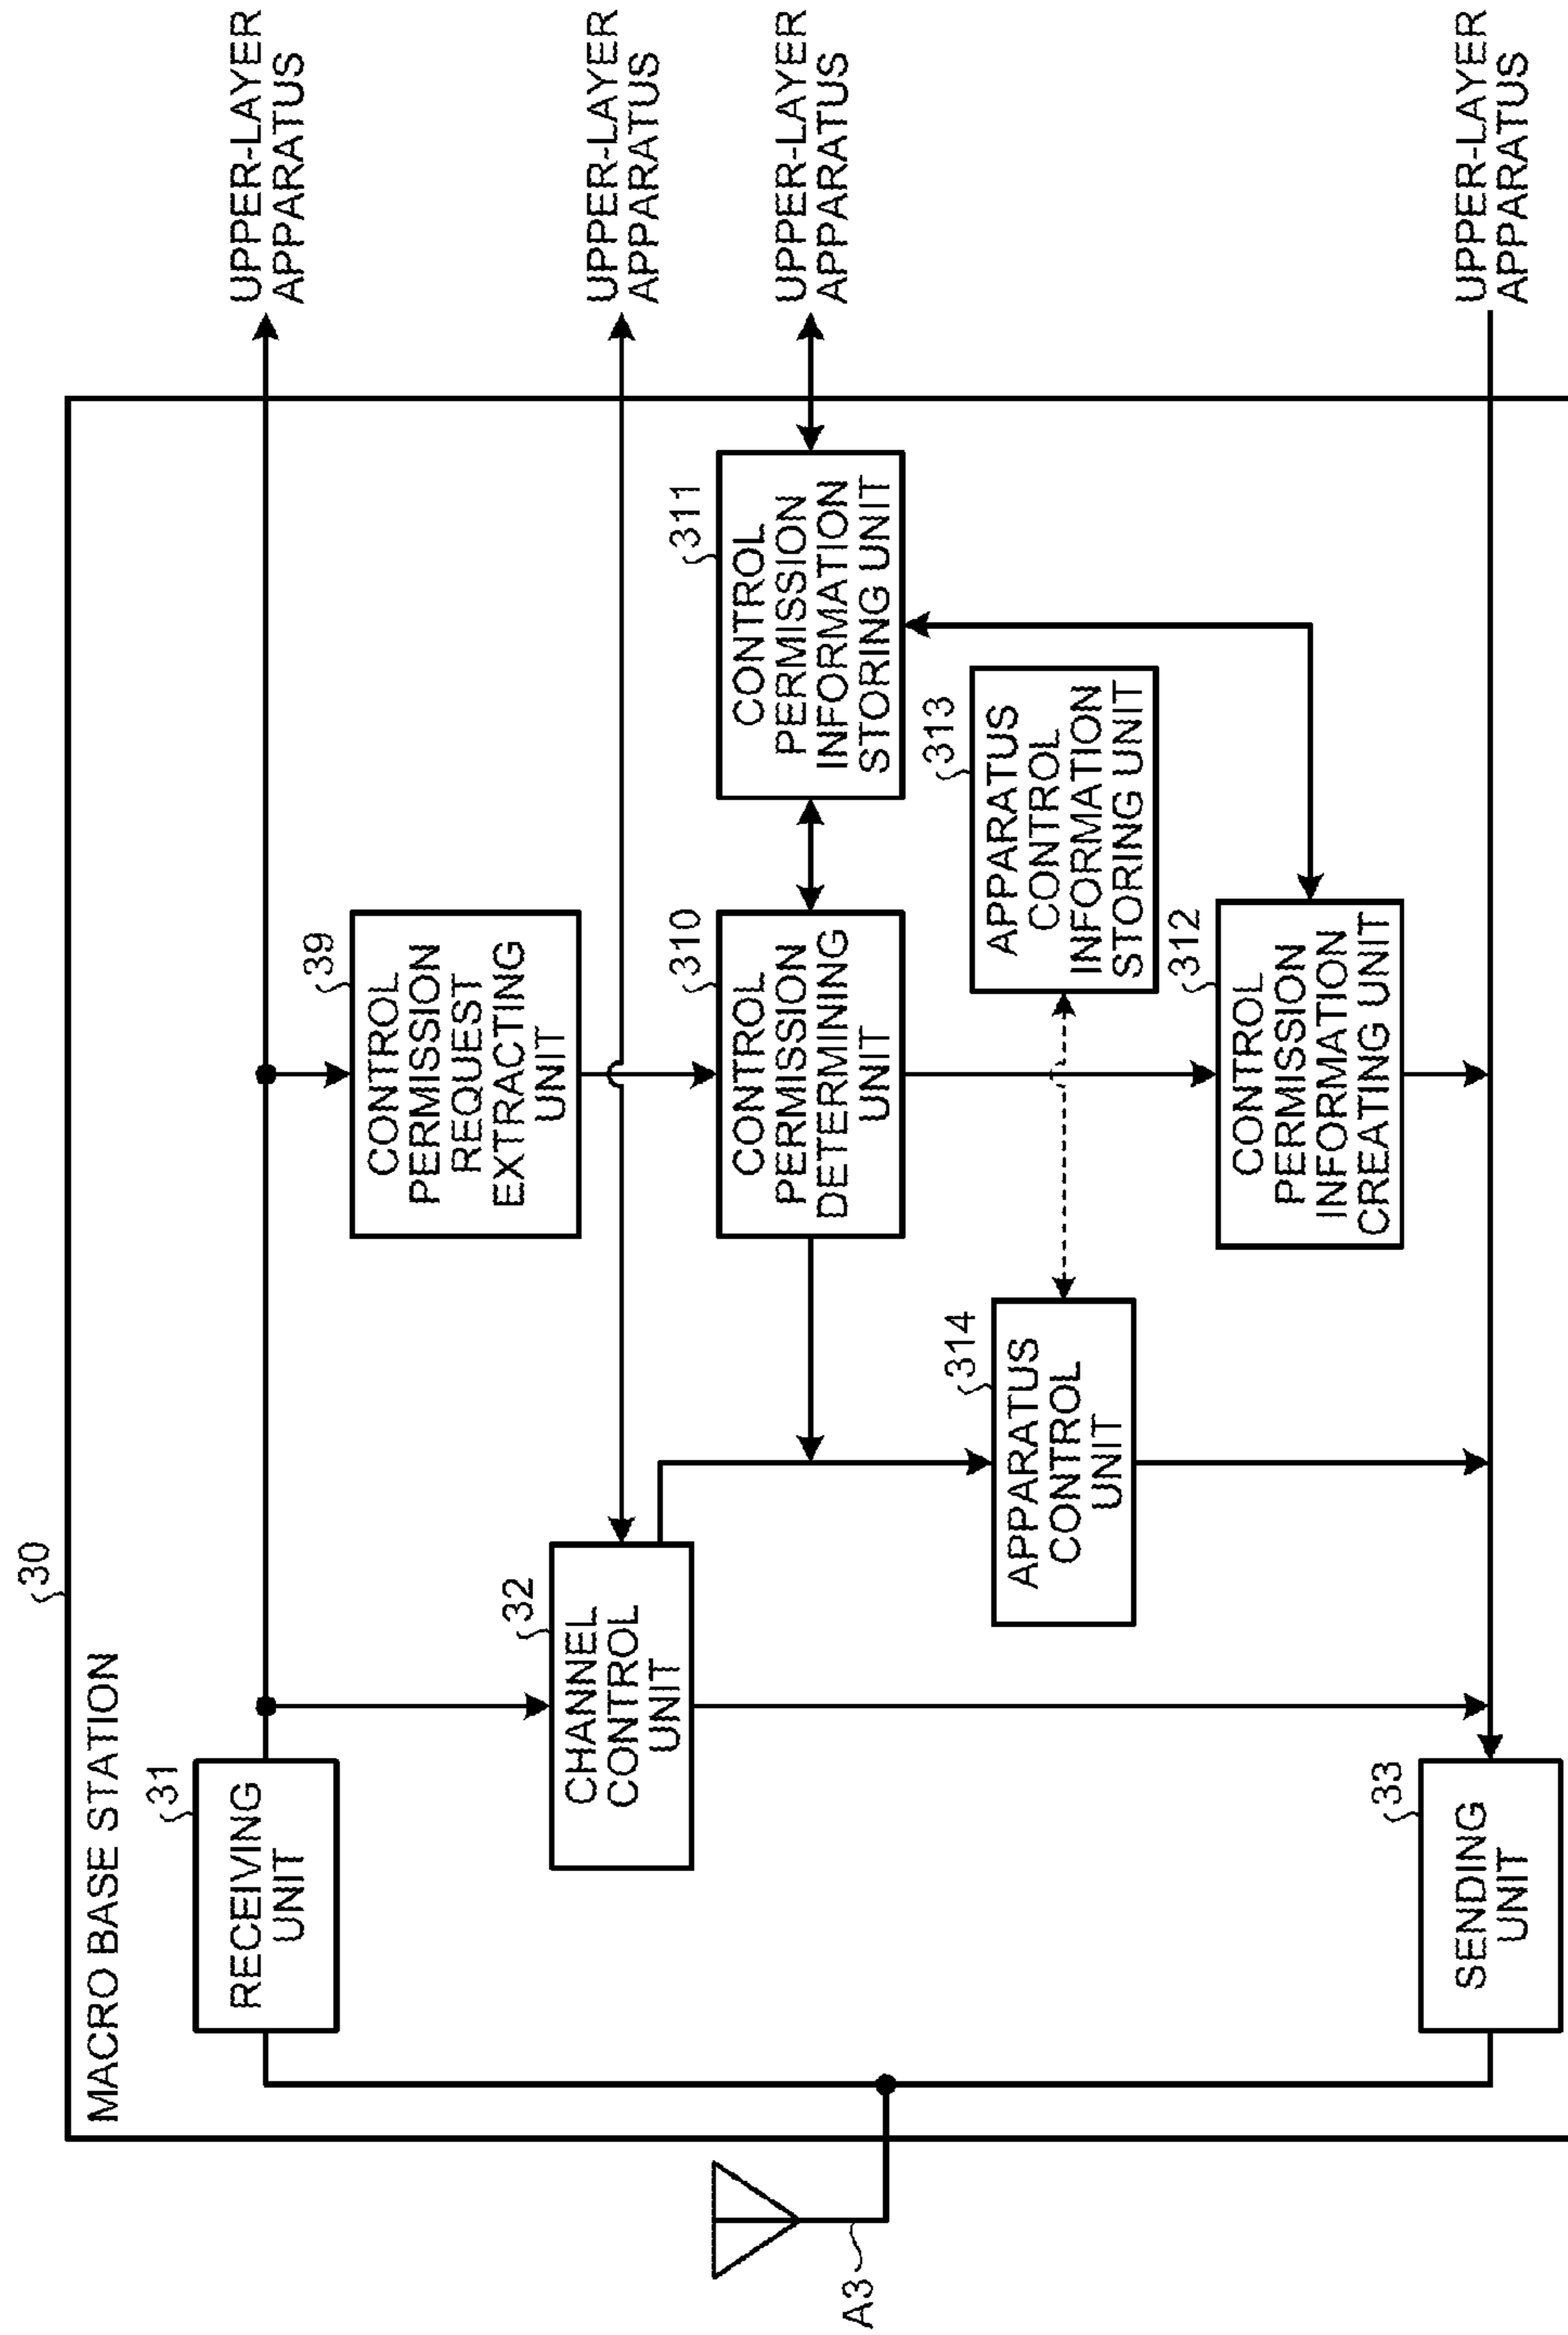 30
MACRO BASE STATION
31
RECEIVING
UNIT
UPPER-LAYER
APPARATUS
39
CONTROL
PERMISSION
REQUEST
EXTRACTING
UNIT
32
CHANNEL
CONTROL
UNIT
UPPER-LAYER
APPARATUS
310
CONTROL
PERMISSION
DETERMINING
UNIT
311
CONTROL
PERMISSION
INFORMATION
STORING UNIT
UPPER-LAYER
APPARATUS
A3
314
APPARATUS
CONTROL
UNIT
313
APPARATUS
CONTROL
INFORMATION
STORING UNIT
312
CONTROL
PERMISSION
INFORMATION
CREATING UNIT
33
SENDING
UNIT
UPPER-LAYER
APPARATUS